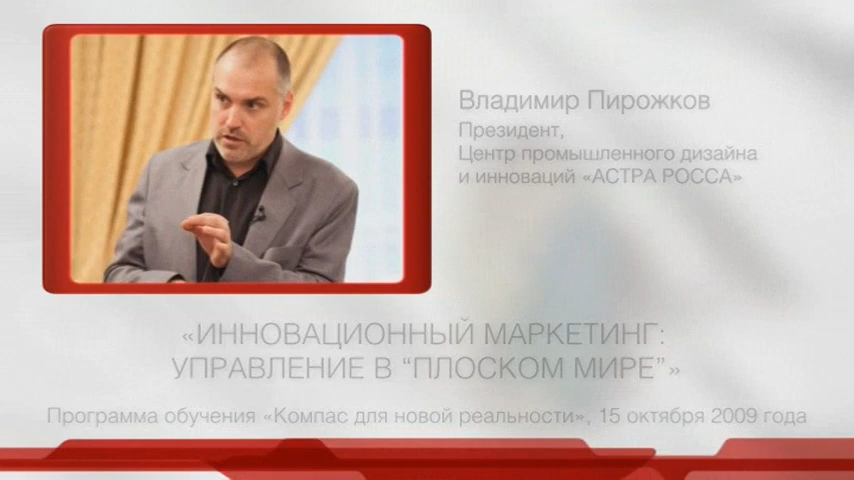 Владимир Пирожков
Президент,
Центр промышленного дизайна
и инноваций «АСТРА РОССА»
«ИННОВАЦИОННЫЙ МАРКЕТИНГ:
УПРАВЛЕНИЕ В “ПЛОСКОМ МИРЕ”»
Программа обучения «Компас для новой реальности», 15 октября 2009 года